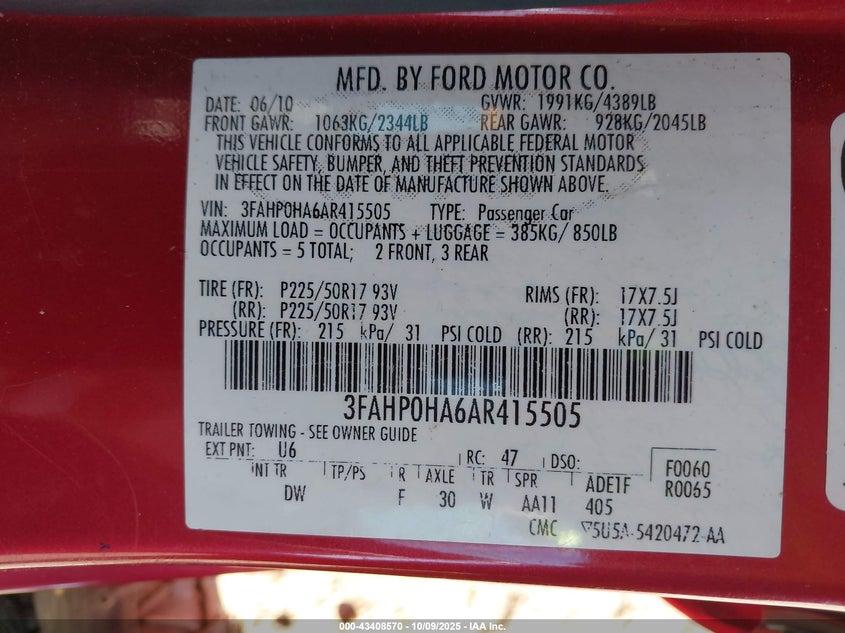 MFD. BY FORD MOTOR CO.
DATE: 06/10 GVWR: 1991KG/4389LB
FRONT GAWR: 1063KG/2344LB REAR GAWR: 928KG/2045LB
THIS VEHICLE CONFORMS TO ALL APPLICABLE FEDERAL MOTOR
VEHICLE SAFETY, BUMPER, AND THEFT PREVENTION STANDARDS
IN EFFECT ON THE DATE OF MANUFACTURE SHOWN ABOVE.
VIN: 3FAHP0HA6AR415505 TYPE: Passenger Car
MAXIMUM LOAD = OCCUPANTS + LUGGAGE = 385KG/ 850LB
OCCUPANTS = 5 TOTAL; 2 FRONT, 3 REAR
TIRE (FR): P225/50R17 93V RIMS (FR): 17X7.5J
(RR): P225/50R17 93V (RR): 17X7.5J
PRESSURE (FR): 215 kPa/ 31 PSI COLD (RR): 215 kPa/ 31 PSI COLD
3FAHP0HA6AR415505
TRAILER TOWING - SEE OWNER GUIDE
EXT PNT: U6 RC: 47 DSO: F0060
INT TR TP/PS R AXLE TR SPR ADE1F R0065
DW F 30 W AA11 405
CMC 5U5A-5420472-AA
000-43408570 - 10/09/2025 - IAA Inc.